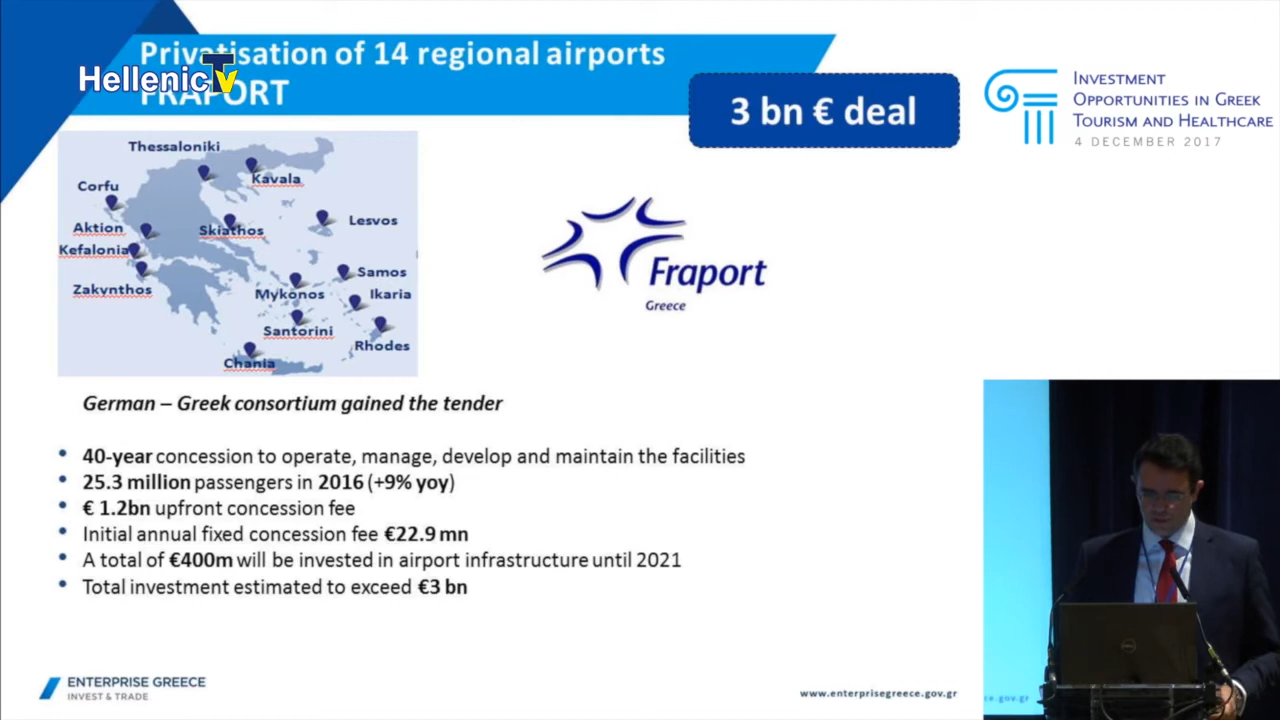 Privatisation of 14 regional airports
HellenicTv
FRAPORT
3 bn € deal
INVESTMENT
OPPORTUNITIES IN GREEK
TOURISM AND HEALTHCARE
4 DECEMBER 2017
Thessaloniki
Kavala
Corfu
Aktion
Skiathos
Lesvos
Kefalonia
Samos
Zakynthos
Mykonos
Ikaria
Santorini
Rhodes
Chania
Fraport
Greece
German – Greek consortium gained the tender
• 40-year concession to operate, manage, develop and maintain the facilities
• 25.3 million passengers in 2016 (+9% yoy)
• € 1.2bn upfront concession fee
• Initial annual fixed concession fee €22.9 mn
• A total of €400m will be invested in airport infrastructure until 2021
• Total investment estimated to exceed €3 bn
ENTERPRISE GREECE
INVEST & TRADE
www.enterprisegreece.gov.gr
ce.gov.gr
DELL